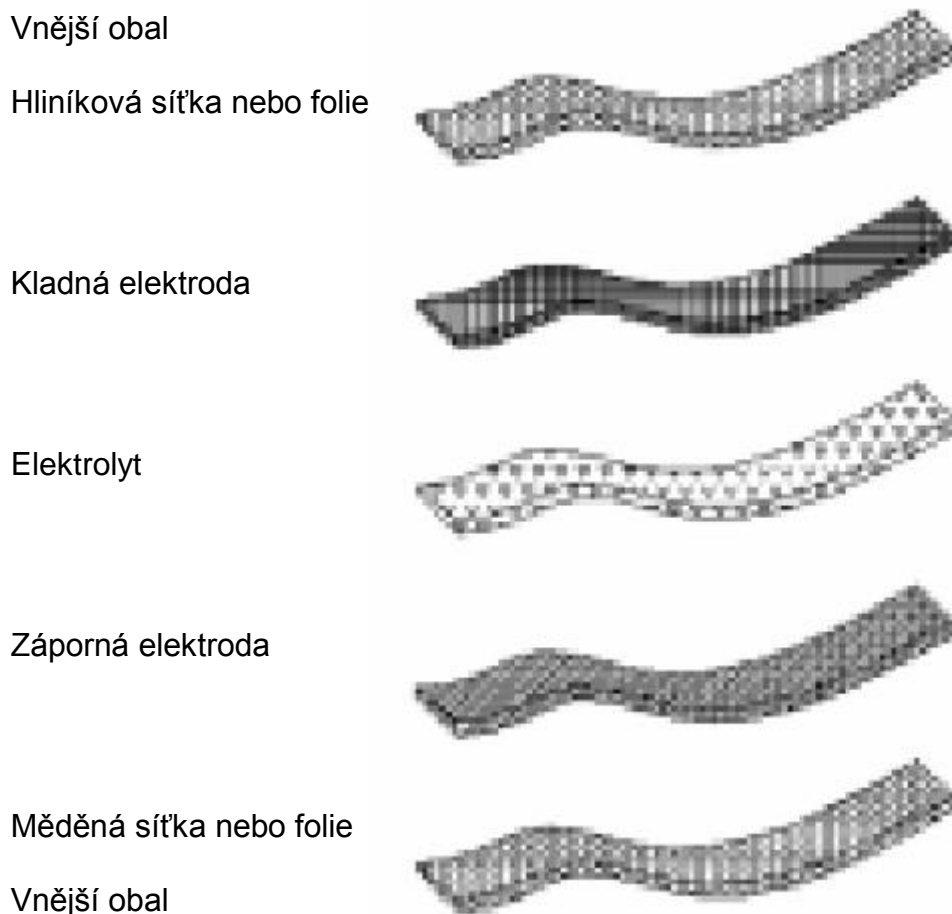 Vnější obal
Hliníková síťka nebo folie
Kladná elektroda
Elektrolyt
Záporná elektroda
Měděná síťka nebo folie
Vnější obal